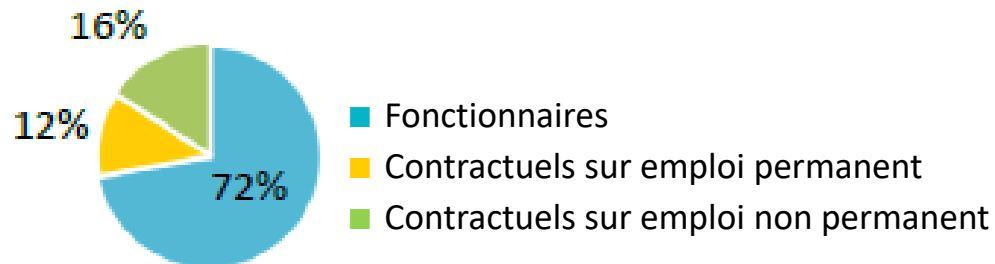 16%
12%
72%
Fonctionnaires
Contractuels sur emploi permanent
Contractuels sur emploi non permanent